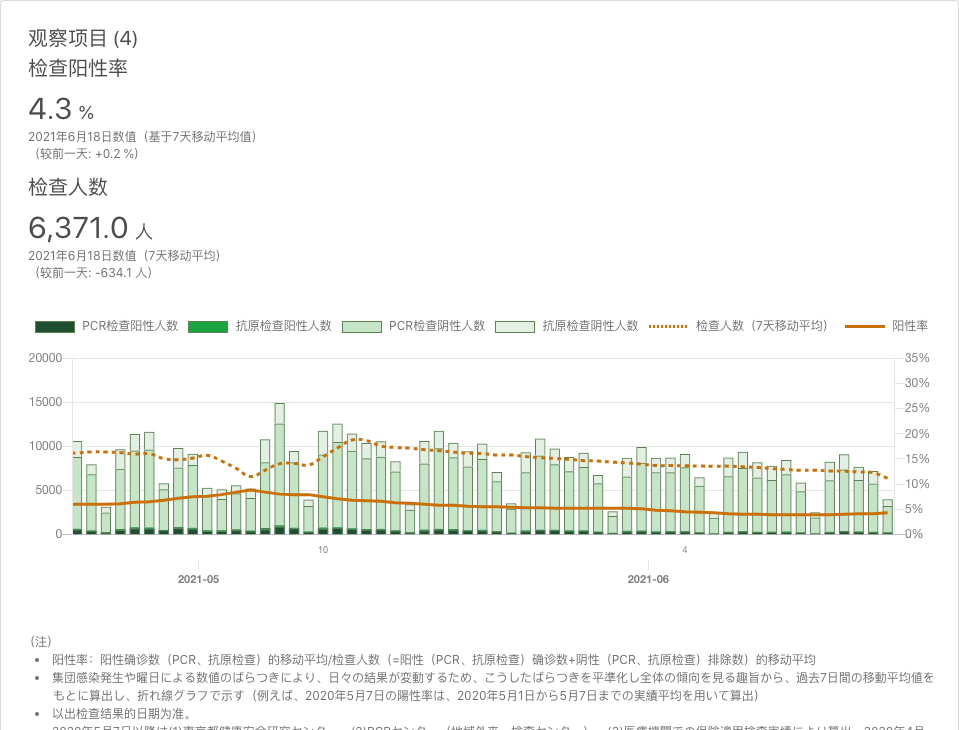 观察项目 (4)
检查阳性率
4.3 %
2021年6月18日数值（基于7天移动平均值）
（较前一天: +0.2 %）
检查人数
6,371.0 人
2021年6月18日数值（7天移动平均）
（较前一天: -634.1 人）
PCR检查阳性人数 抗原检查阳性人数 PCR检查阴性人数 抗原检查阴性人数 检查人数（7天移动平均） 阳性率
20000 35%
30%
15000 25%
20%
10000 15%
5000 10%
5%
0 0%
10 4
2021-05 2021-06
（注）
• 阳性率：阳性确诊数（PCR、抗原检查）的移动平均/检查人数（=阳性（PCR、抗原检查）确诊数+阴性（PCR、抗原检查）排除数）的移动平均
• 集団感染発生や曜日による数値のばらつきにより、日々の結果が変動するため、こうしたばらつきを平準化し全体の傾向を見る趣旨から、過去7日間の移動平均値を
もとに算出し、折れ線グラフで示す（例えば、2020年5月7日の陽性率は、2020年5月1日から5月7日までの実績平均を用いて算出）
• 以出检查结果的日期为准。